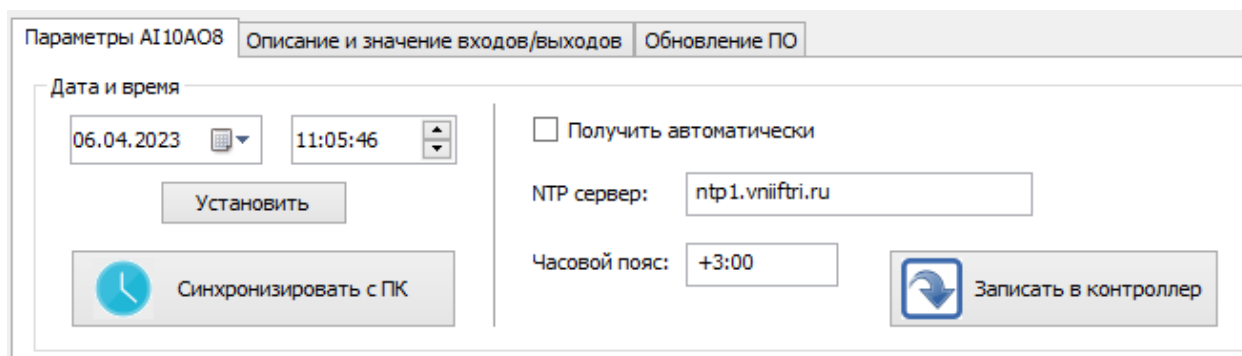 Параметры AI10AO8 Описание и значение входов/выходов Обновление ПО
Дата и время
06.04.2023 11:05:46
Установить
Синхронизировать с ПК
Получить автоматически
NTP сервер: ntp1.vniiftri.ru
Часовой пояс: +3:00
Записать в контроллер